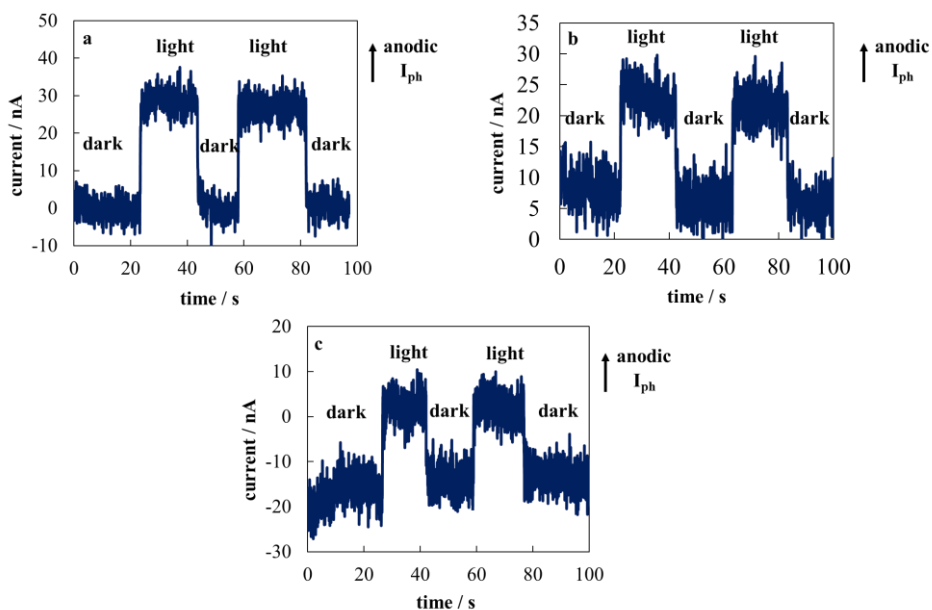 a
light light
dark dark dark
anodic
Iph
50
40
30
20
10
0
-10
0 20 40 60 80 100
current / nA
time / s
b
light light
dark dark dark
anodic
Iph
35
30
25
20
15
10
5
0
0 20 40 60 80 100
current / nA
time / s
c
light light
dark dark dark
anodic
Iph
20
10
0
-10
-20
-30
0 20 40 60 80 100
current / nA
time / s